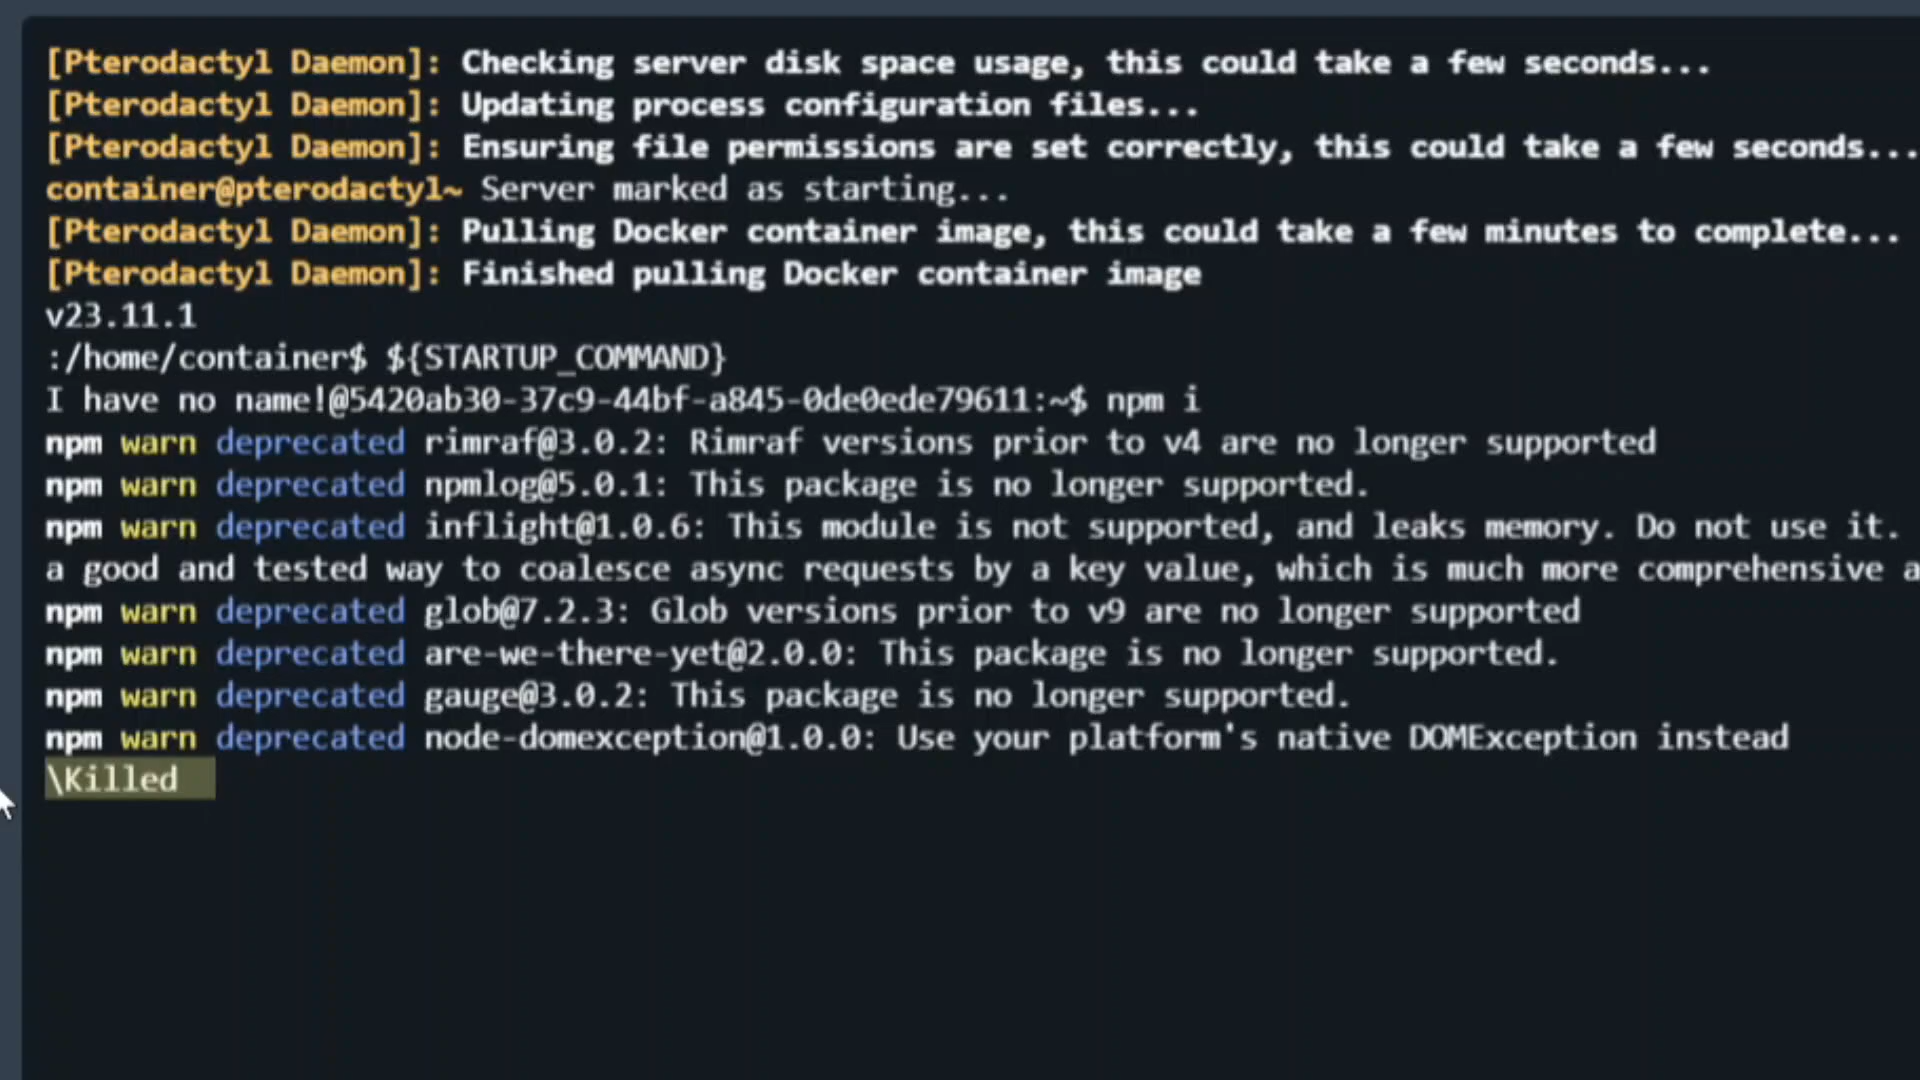 [Pterodactyl Daemon]: Checking server disk space usage, this could take a few seconds...
[Pterodactyl Daemon]: Updating process configuration files...
[Pterodactyl Daemon]: Ensuring file permissions are set correctly, this could take a few seconds...
container@pterodactyl~ Server marked as starting...
[Pterodactyl Daemon]: Pulling Docker container image, this could take a few minutes to complete...
[Pterodactyl Daemon]: Finished pulling Docker container image
v23.11.1
:/home/container$ ${STARTUP_COMMAND}
I have no name!@5420ab30-37c9-44bf-a845-0de0ede79611:~$ npm i
npm warn deprecated rimraf@3.0.2: Rimraf versions prior to v4 are no longer supported
npm warn deprecated npmlog@5.0.1: This package is no longer supported.
npm warn deprecated inflight@1.0.6: This module is not supported, and leaks memory. Do not use it.
a good and tested way to coalesce async requests by a key value, which is much more comprehensive a
npm warn deprecated glob@7.2.3: Glob versions prior to v9 are no longer supported
npm warn deprecated are-we-there-yet@2.0.0: This package is no longer supported.
npm warn deprecated gauge@3.0.2: This package is no longer supported.
npm warn deprecated node-domexception@1.0.0: Use your platform's native DOMException instead
\Killed